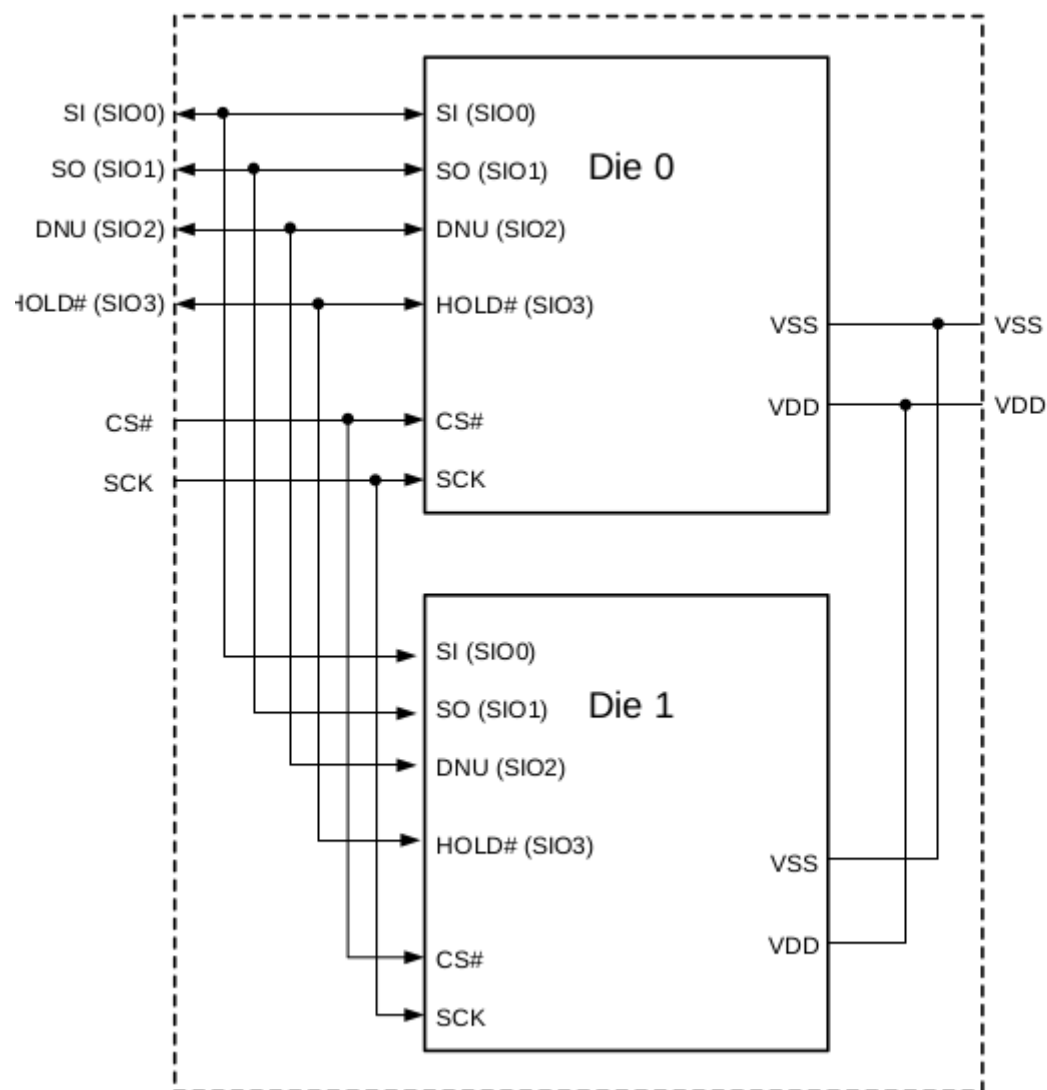 SI (SIO0)
SO (SIO1)
DNU (SIO2)
HOLD# (SIO3)
CS#
SCK
SI (SIO0)
SO (SIO1)
Die 0
DNU (SIO2)
HOLD# (SIO3)
VSS
VDD
CS#
SCK
VSS
VDD
SI (SIO0)
SO (SIO1)
Die 1
DNU (SIO2)
HOLD# (SIO3)
VSS
VDD
CS#
SCK